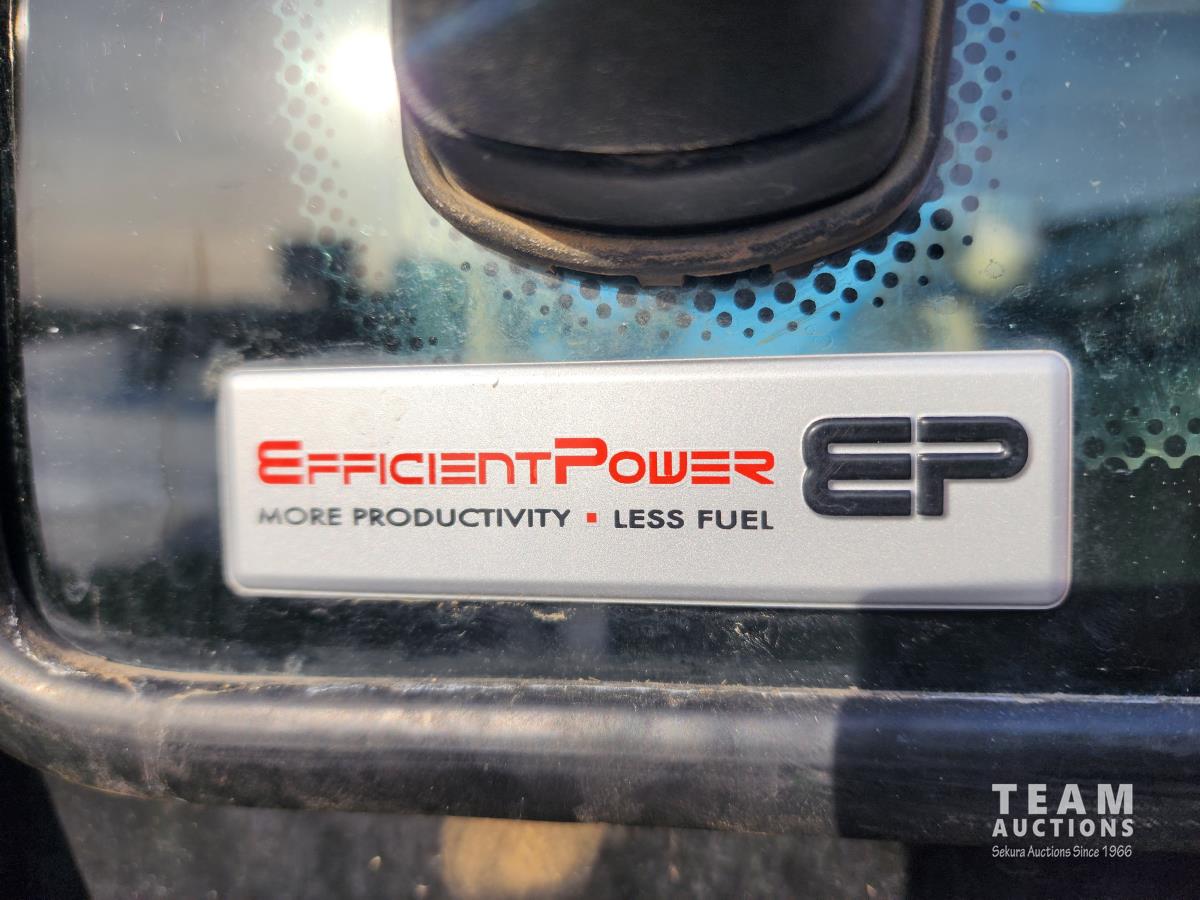 EFFICIENTPOWER
MORE PRODUCTIVITY ▪ LESS FUEL
EP
TEAM
AUCTIONS
Sekura Auctions Since 1966